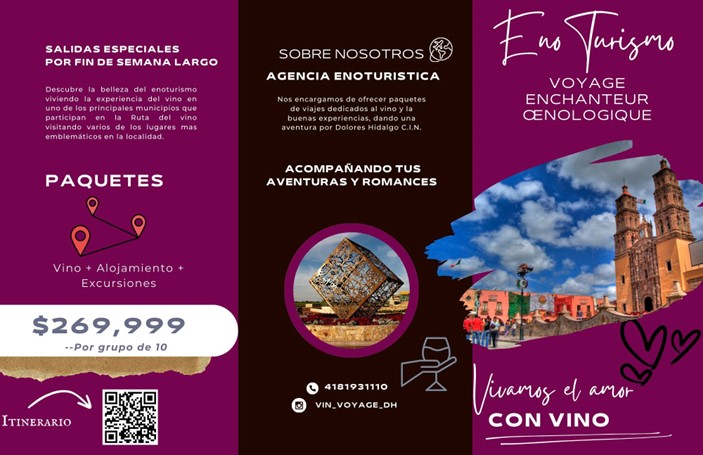 SALIDAS ESPECIALES
POR FIN DE SEMANA LARGO
Descubre la belleza del enoturismo
viviendo la experiencia del vino en
uno de los principales municipios que
participan en la Ruta del vino
visitando varios de los lugares mas
emblemáticos en la localidad.
PAQUETES
Vino + Alojamiento +
Excursiones
$269,999
--Por grupo de 10
ITINERARIO
SOBRE NOSOTROS
AGENCIA ENOTURISTICA
Nos encargamos de ofrecer paquetes
de viajes dedicados al vino y la
buenas experiencias, dando una
aventura por Dolores Hidalgo C.I.N.
ACOMPAÑANDO TUS
AVENTURAS Y ROMANCES
4181931110
VIN_VOYAGE_DH
Eno Turismo
VOYAGE
ENCHANTEUR
ŒNOLOGIQUE
Vivamos el amor
CON VINO